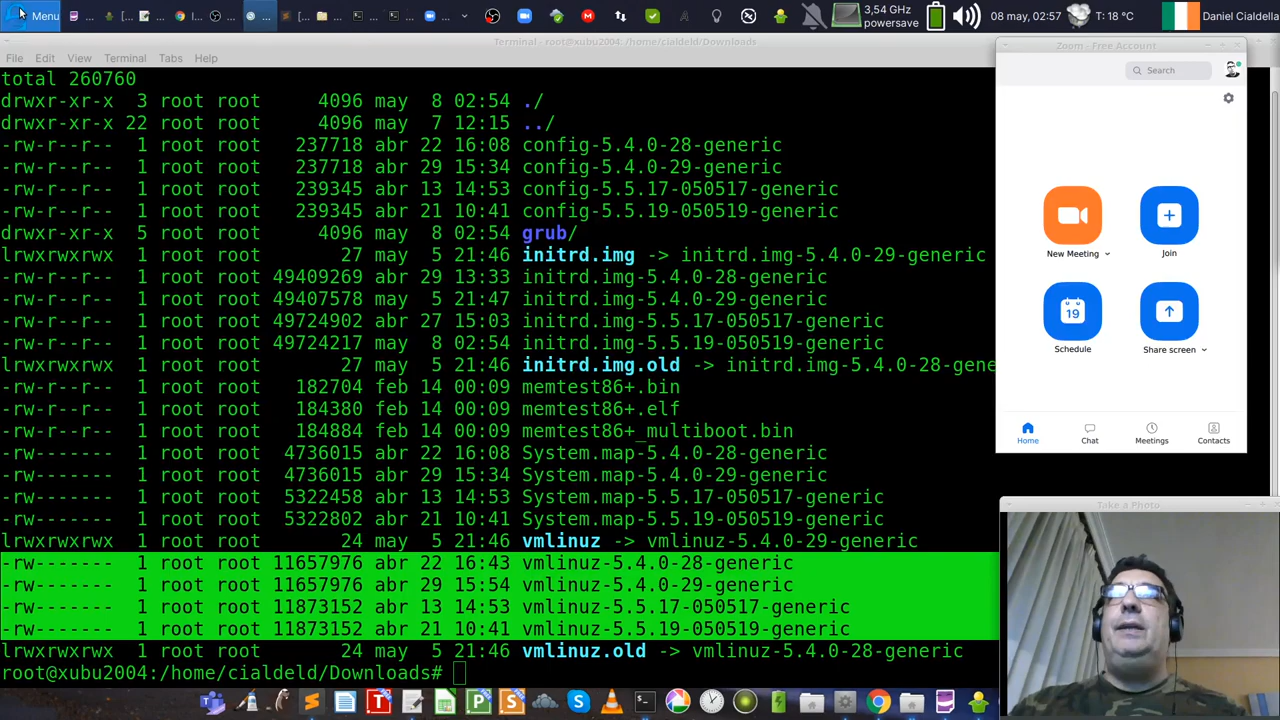 Menu
3,54 GHz
powersave
08 may, 02:57
T: 18 °C
Daniel Cialdella
Terminal - root@xubu2004: /home/cialdeld/Downloads
File Edit View Terminal Tabs Help
total 260760
drwxr-xr-x 3 root root 4096 may 8 02:54 ./
drwxr-xr-x 22 root root 4096 may 7 12:15 ../
-rw-r--r-- 1 root root 237718 abr 22 16:08 config-5.4.0-28-generic
-rw-r--r-- 1 root root 237718 abr 29 15:34 config-5.4.0-29-generic
-rw-r--r-- 1 root root 239345 abr 13 14:53 config-5.5.17-050517-generic
-rw-r--r-- 1 root root 239345 abr 21 10:41 config-5.5.19-050519-generic
drwxr-xr-x 5 root root 4096 may 8 02:54 grub/
lrwxrwxrwx 1 root root 27 may 5 21:46 initrd.img -> initrd.img-5.4.0-29-generic
-rw-r--r-- 1 root root 49409269 abr 29 13:33 initrd.img-5.4.0-28-generic
-rw-r--r-- 1 root root 49407578 may 5 21:47 initrd.img-5.4.0-29-generic
-rw-r--r-- 1 root root 49724902 abr 27 15:03 initrd.img-5.5.17-050517-generic
-rw-r--r-- 1 root root 49724217 may 8 02:54 initrd.img-5.5.19-050519-generic
lrwxrwxrwx 1 root root 27 may 5 21:46 initrd.img.old -> initrd.img-5.4.0-28-gene
-rw-r--r-- 1 root root 182704 feb 14 00:09 memtest86+.bin
-rw-r--r-- 1 root root 184380 feb 14 00:09 memtest86+.elf
-rw-r--r-- 1 root root 184884 feb 14 00:09 memtest86+_multiboot.bin
-rw------- 1 root root 4736015 abr 22 16:08 System.map-5.4.0-28-generic
-rw------- 1 root root 4736015 abr 29 15:34 System.map-5.4.0-29-generic
-rw------- 1 root root 5322458 abr 13 14:53 System.map-5.5.17-050517-generic
-rw------- 1 root root 5322802 abr 21 10:41 System.map-5.5.19-050519-generic
lrwxrwxrwx 1 root root 24 may 5 21:46 vmlinuz -> vmlinuz-5.4.0-29-generic
-rw------- 1 root root 11657976 abr 22 16:43 vmlinuz-5.4.0-28-generic
-rw------- 1 root root 11657976 abr 29 15:54 vmlinuz-5.4.0-29-generic
-rw------- 1 root root 11873152 abr 13 14:53 vmlinuz-5.5.17-050517-generic
-rw------- 1 root root 11873152 abr 21 10:41 vmlinuz-5.5.19-050519-generic
lrwxrwxrwx 1 root root 24 may 5 21:46 vmlinuz.old -> vmlinuz-5.4.0-28-generic
root@xubu2004:/home/cialdeld/Downloads#
Zoom - Free Account
Search
New Meeting
Join
19
Schedule
Share screen
Home
Chat
Meetings
Contacts
Take a Photo